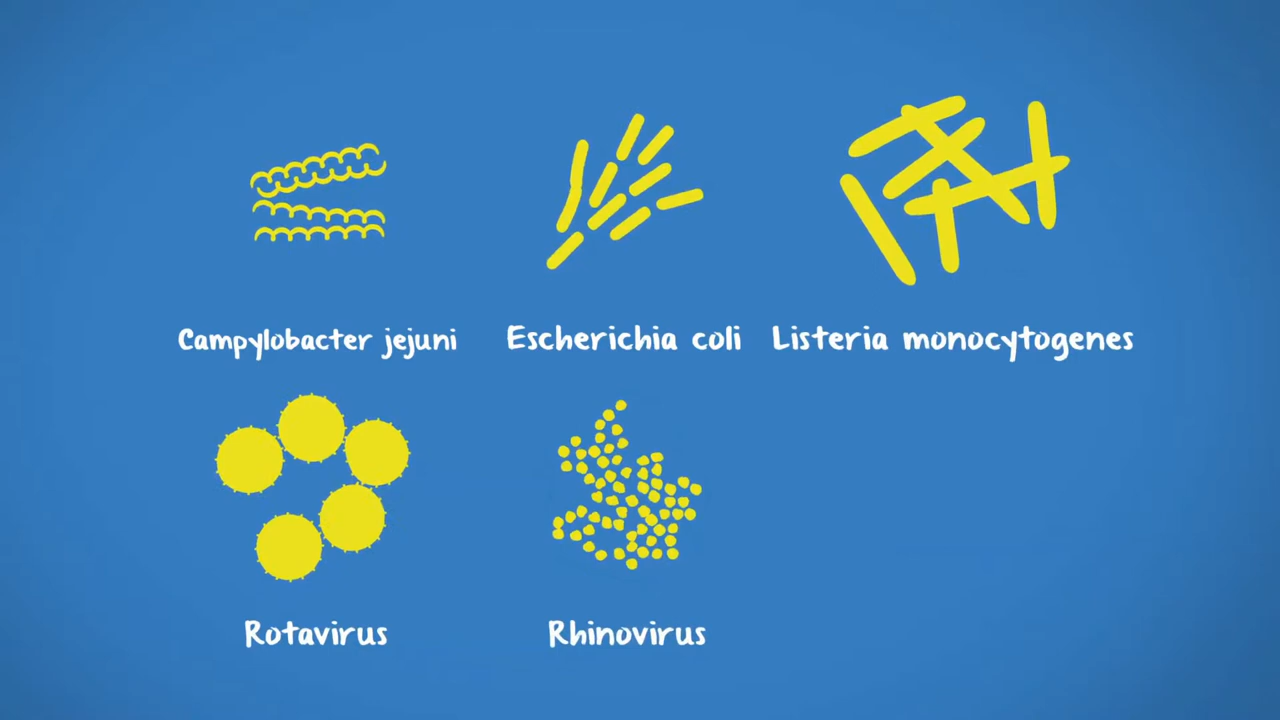 Campylobacter jejuni
Escherichia coli
Listeria monocytogenes
Rotavirus
Rhinovirus